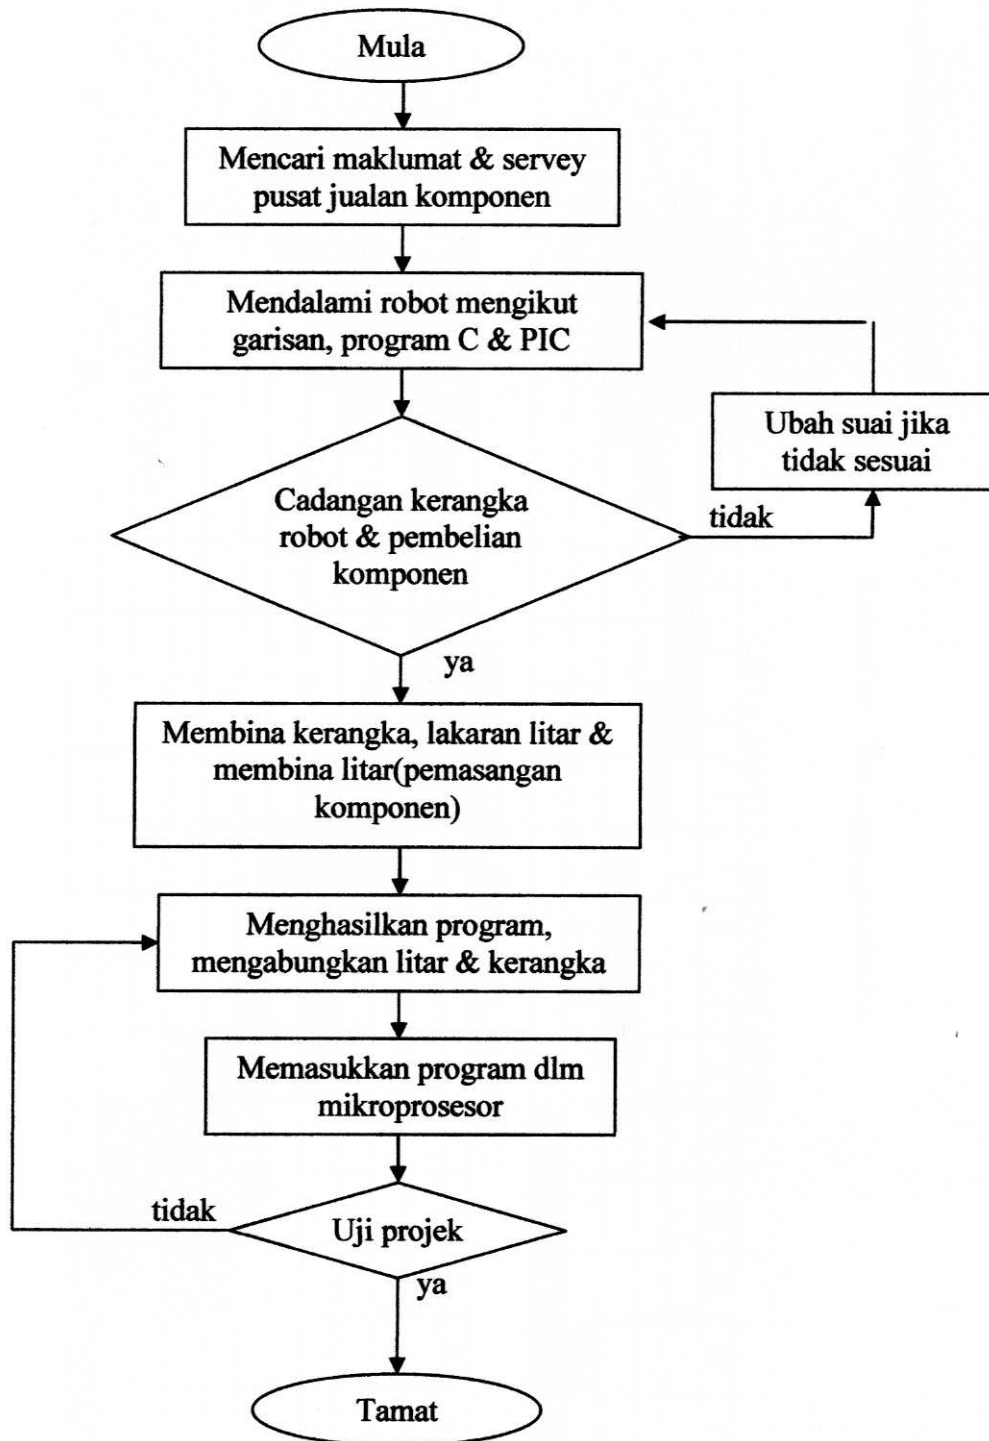 Mula
Mencari maklumat & servey
pusat jualan komponen
Mendalami robot mengikut
garisan, program C & PIC
Ubah suai jika
tidak sesuai
Cadangan kerangka
robot & pembelian
komponen
tidak
ya
Membina kerangka, lakaran litar &
membina litar(pemasangan
komponen)
Menghasilkan program,
mengabungkan litar & kerangka
Memasukkan program dlm
mikroprosesor
tidak
Uji projek
ya
Tamat